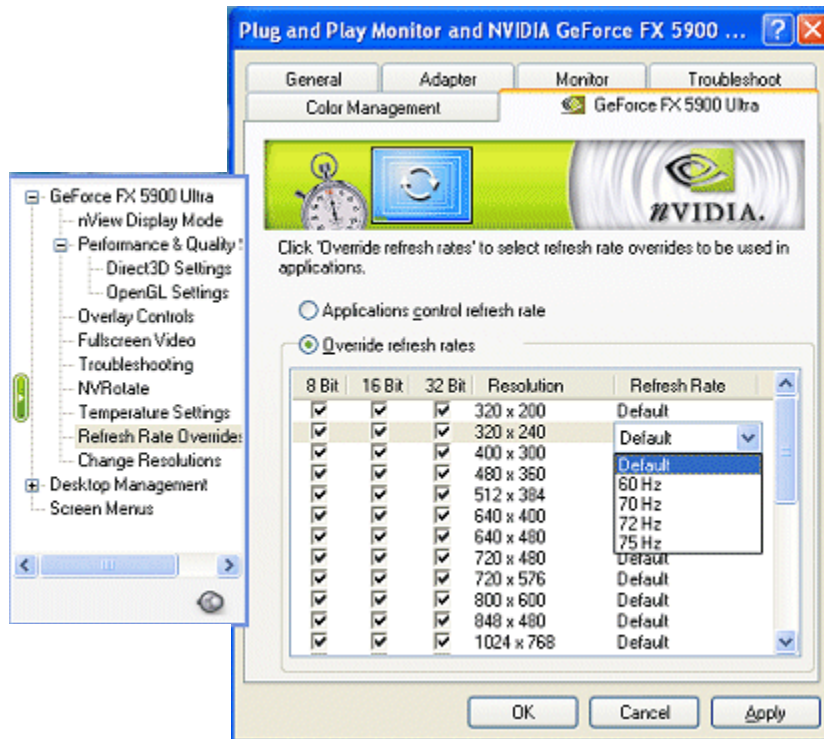 Plug and Play Monitor and NVIDIA GeForce FX 5900 ...
General Adapter Monitor Troubleshoot
Color Management GeForce FX 5900 Ultra
nVIDIA.
Click 'Override refresh rates' to select refresh rate overrides to be used in
applications.
Applications control refresh rate
Override refresh rates
8 Bit 16 Bit 32 Bit Resolution Refresh Rate
320 x 200 Default
320 x 240 Default
400 x 300
480 x 360
512 x 384
640 x 400
640 x 480
720 x 480 Default
720 x 576 Default
800 x 600 Default
848 x 480 Default
1024 x 768 Default
Default
60 Hz
70 Hz
72 Hz
75 Hz
OK Cancel Apply
GeForce FX 5900 Ultra
nView Display Mode
Performance & Quality
Direct3D Settings
OpenGL Settings
Overlay Controls
Fullscreen Video
Troubleshooting
NVRotate
Temperature Settings
Refresh Rate Overrides
Change Resolutions
Desktop Management
Screen Menus